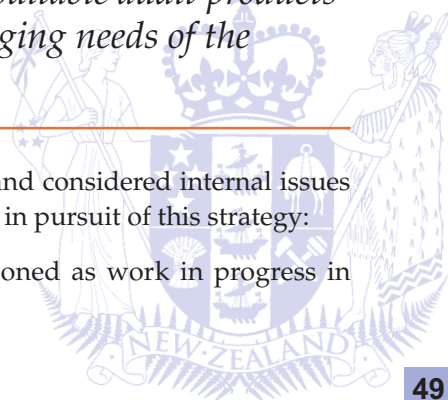 ging needs of the
and considered internal issues
in pursuit of this strategy:
oned as work in progress in
NEW ZEALAND
49